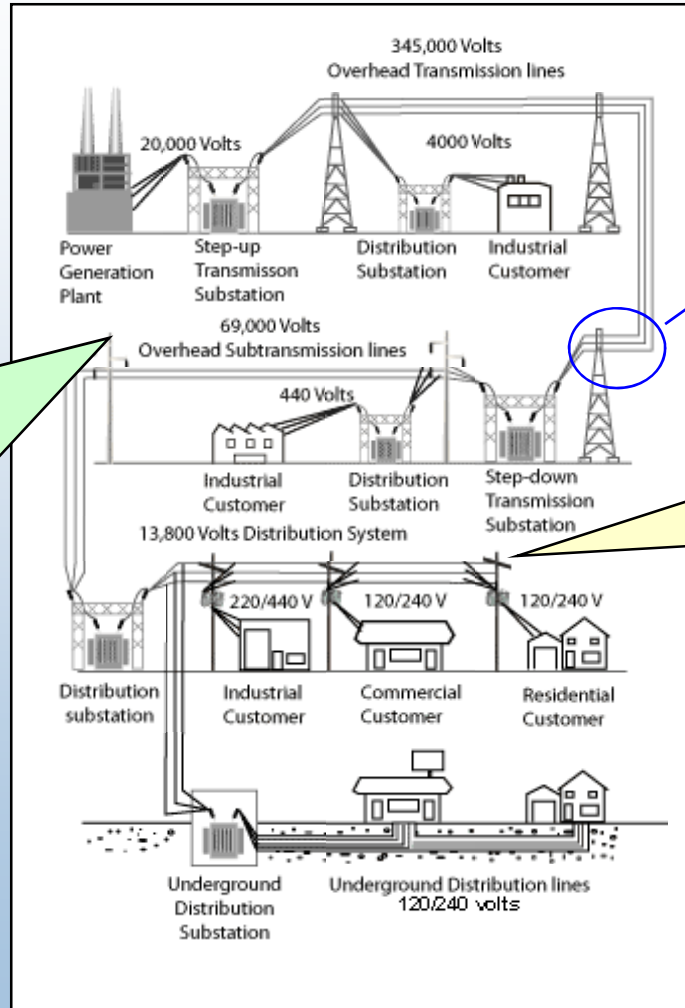 345,000 Volts
Overhead Transmission lines
20,000 Volts
4000 Volts
Power
Generation
Plant
Step-up
Transmisson
Substation
Distribution
Substation
Industrial
Customer
69,000 Volts
Overhead Subtransmission lines
440 Volts
Industrial
Customer
Distribution
Substation
Step-down
Transmission
Substation
13,800 Volts Distribution System
220/440 V
120/240 V
120/240 V
Distribution
substation
Industrial
Customer
Commercial
Customer
Residential
Customer
Underground
Distribution
Substation
Underground Distribution lines
120/240 volts